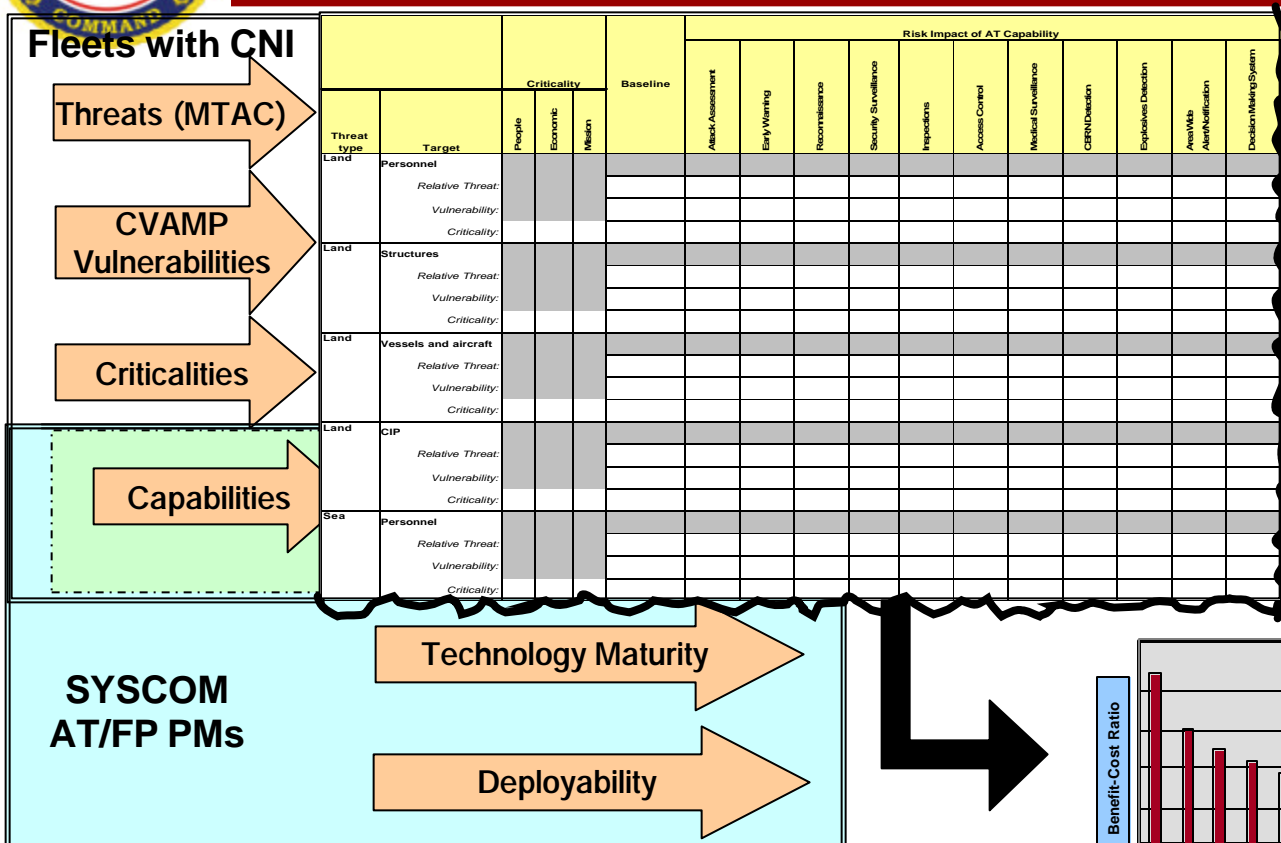 COMMAND
Fleets with CNI
Threats (MTAC)
CVAMP
Vulnerabilities
Criticalities
Capabilities
Risk Impact of AT Capability
Criticality
Baseline
Threat
type
Target
People
Economic
Mission
Attack Assessment
Early Warning
Reconnaissance
Security Surveillance
Inspections
Access Control
Medical Surveillance
CBRN Detection
Explosives Detection
Area Wide
Alert/Notification
Decision Making System
Land
Personnel
Relative Threat:
Vulnerability:
Criticality:
Land
Structures
Relative Threat:
Vulnerability:
Criticality:
Land
Vessels and aircraft
Relative Threat:
Vulnerability:
Criticality:
Land
CIP
Relative Threat:
Vulnerability:
Criticality:
Sea
Personnel
Relative Threat:
Vulnerability:
Criticality:
SYSCOM
AT/FP PMs
Technology Maturity
Deployability
Benefit-Cost Ratio